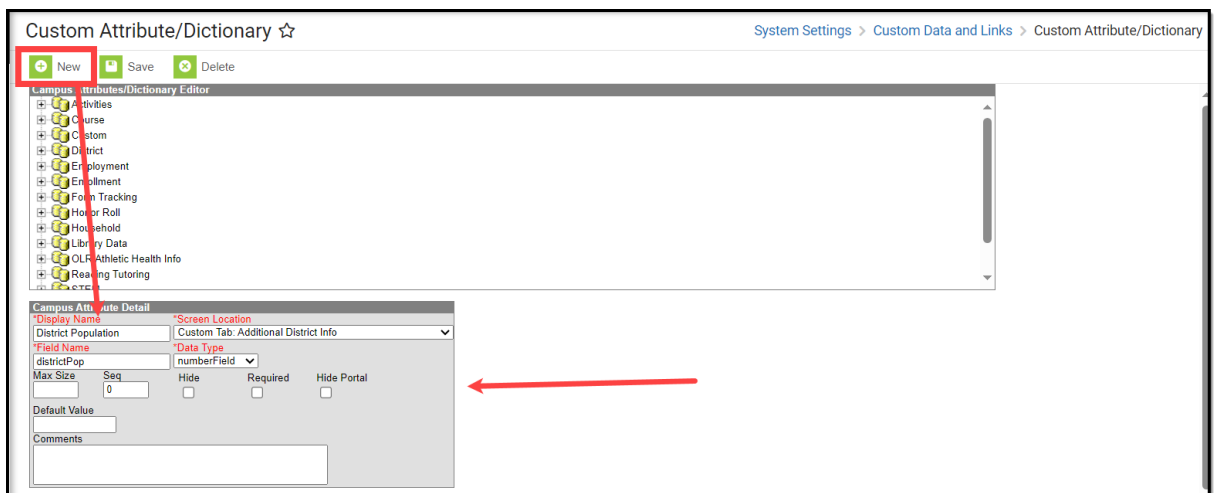 Custom Attribute/Dictionary
System Settings > Custom Data and Links > Custom Attribute/Dictionary
New Save Delete
Campus Attributes/Dictionary Editor
Activities
Course
Custom
District
Employment
Enrollment
Form Tracking
Honor Roll
Household
Library Data
OLR Athletic Health Info
Reading Tutoring
STEM
Campus Attribute Detail
*Display Name *Screen Location
District Population Custom Tab: Additional District Info
*Field Name *Data Type
districtPop numberField
Max Size Seq Hide Required Hide Portal
0
Default Value
Comments